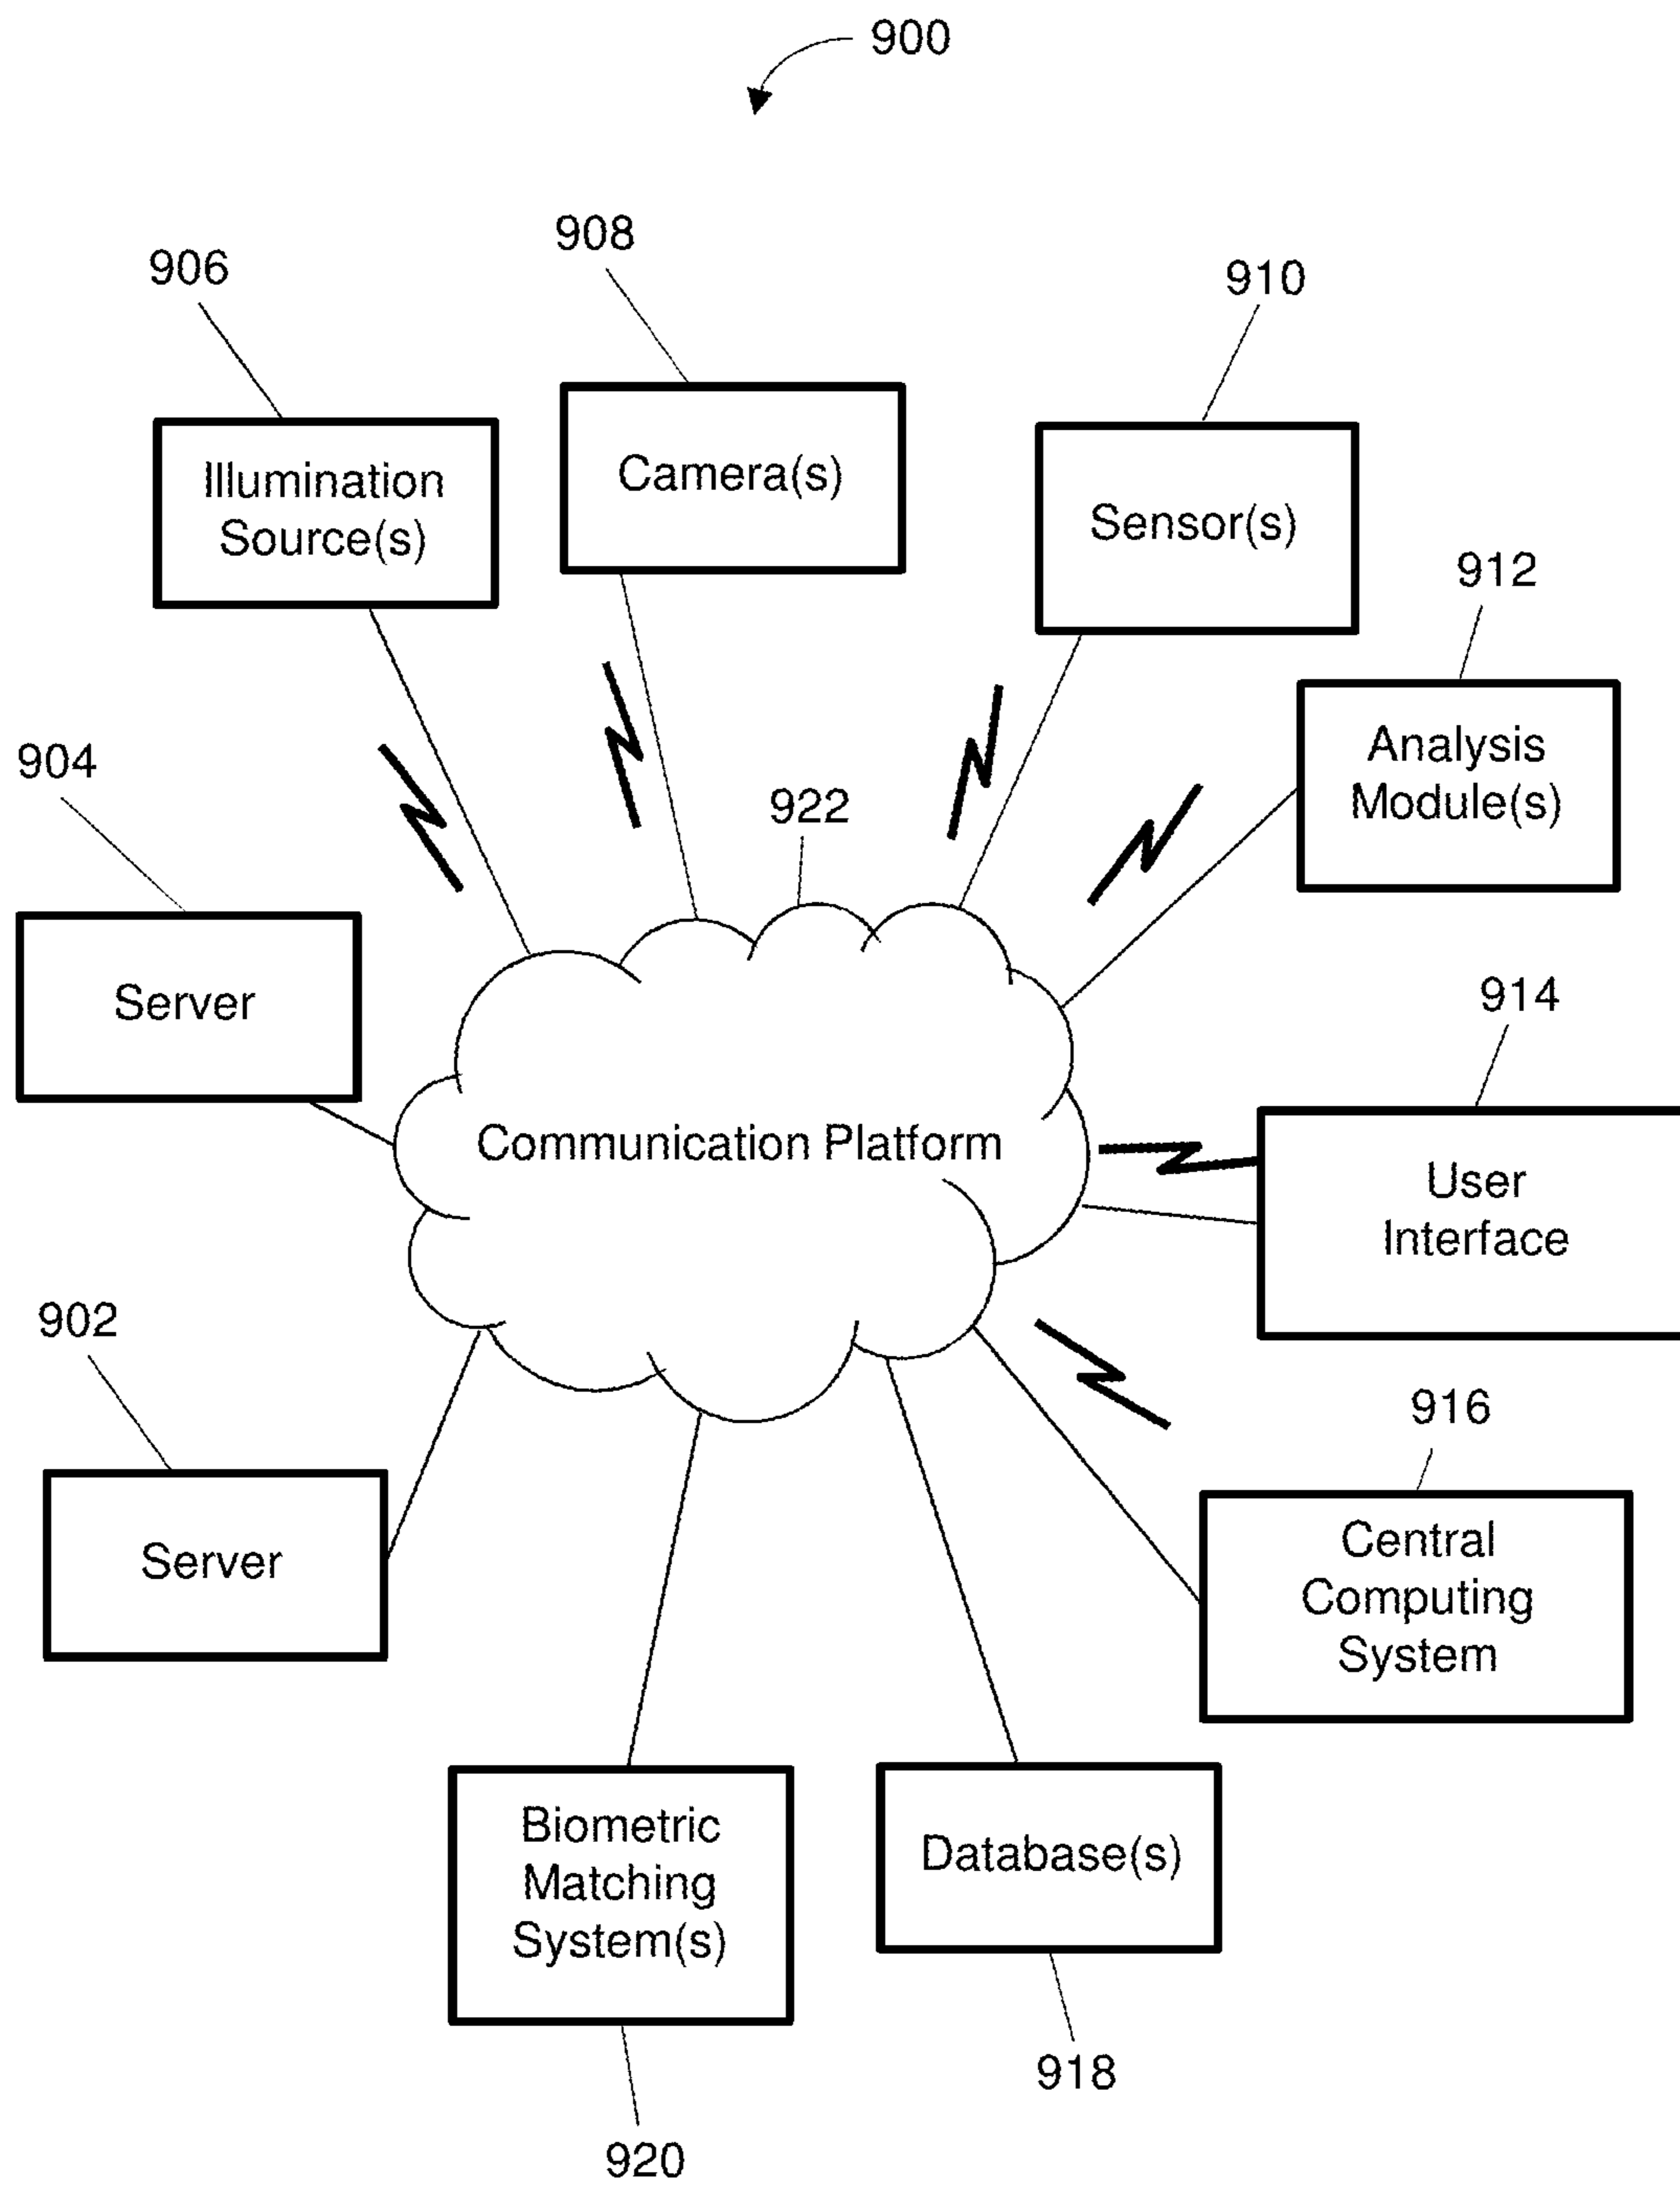 900
908
906
910
Illumination
Source(s)
Camera(s)
Sensor(s)
912
Analysis
Module(s)
904
922
Server
914
Communication Platform
User
Interface
902
916
Server
Central
Computing
System
Biometric
Matching
System(s)
Database(s)
918
920